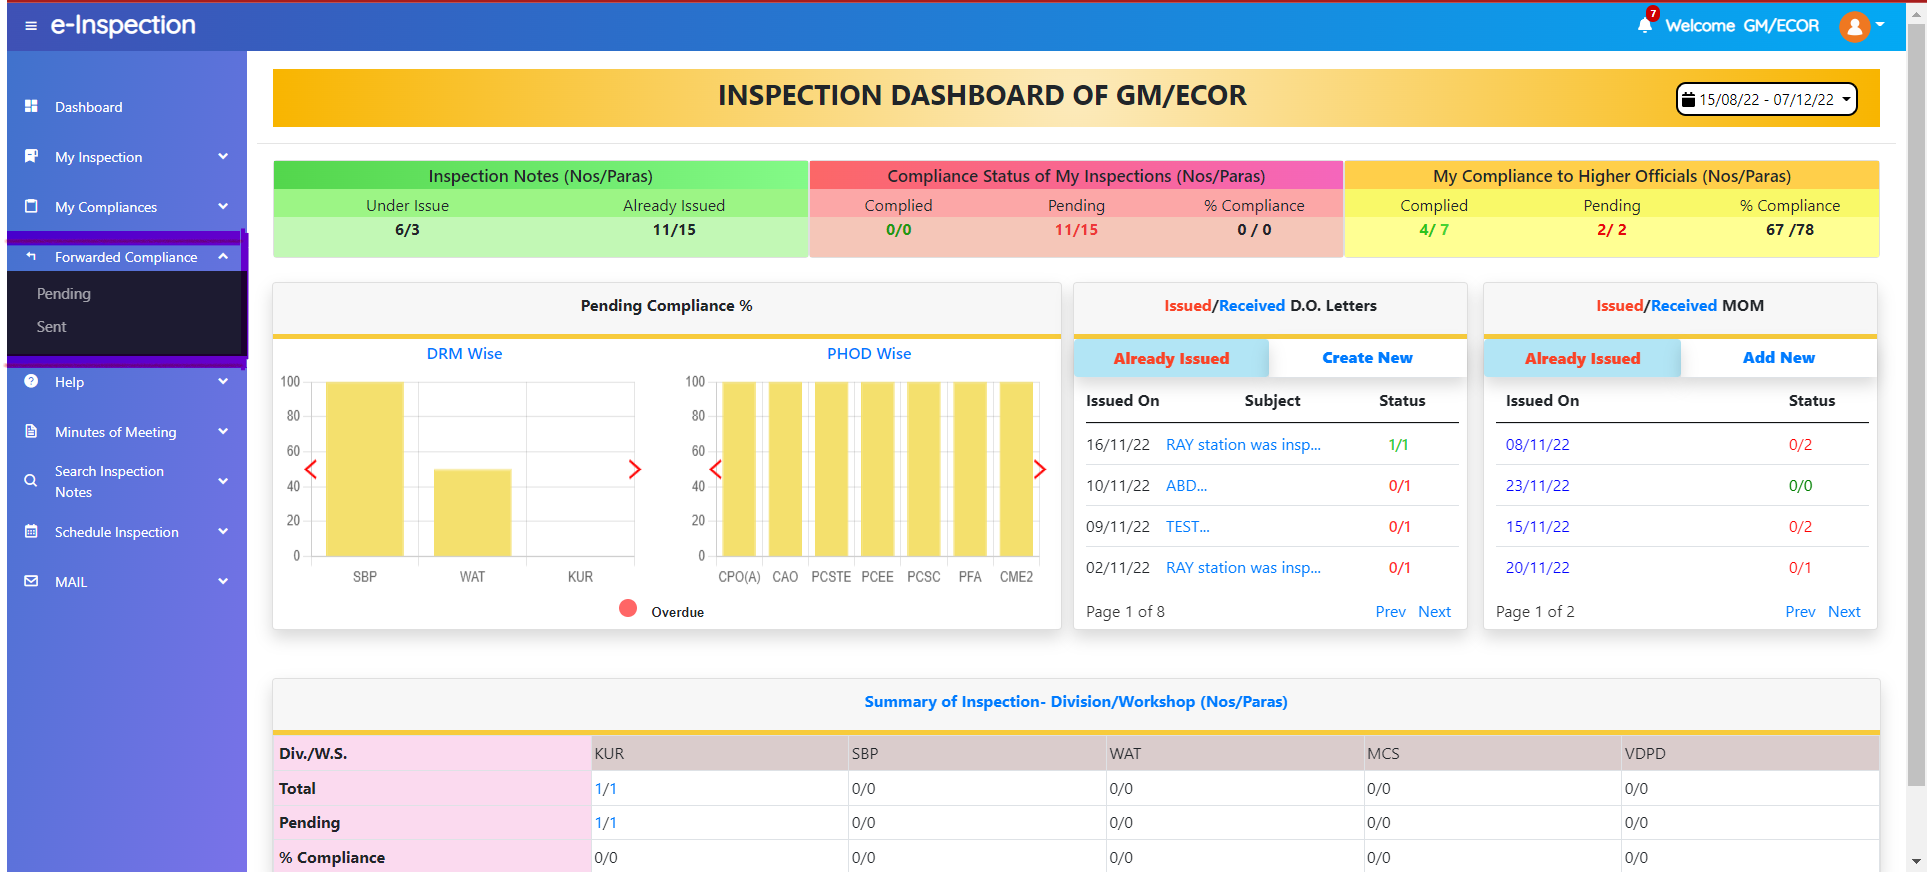 e-Inspection
7
Welcome GM/ECOR
Dashboard
My Inspection
My Compliances
Forwarded Compliance
Pending
Sent
Help
Minutes of Meeting
Search Inspection
Notes
Schedule Inspection
MAIL
INSPECTION DASHBOARD OF GM/ECOR
15/08/22 - 07/12/22
Inspection Notes (Nos/Paras)
Under Issue Already Issued
6/3 11/15
Compliance Status of My Inspections (Nos/Paras)
Complied Pending % Compliance
0/0 11/15 0 / 0
My Compliance to Higher Officials (Nos/Paras)
Complied Pending % Compliance
4/ 7 2/ 2 67 /78
Pending Compliance %
DRM Wise
100
80
60
40
20
0
SBP WAT KUR
PHOD Wise
100
80
60
40
20
0
CPO(A) CAO PCSTE PCEE PCSC PFA CME2
Overdue
Issued/Received D.O. Letters
Already Issued Create New
Issued On Subject Status
16/11/22 RAY station was insp... 1/1
10/11/22 ABD... 0/1
09/11/22 TEST... 0/1
02/11/22 RAY station was insp... 0/1
Page 1 of 8 Prev Next
Issued/Received MOM
Already Issued Add New
Issued On Status
08/11/22 0/2
23/11/22 0/0
15/11/22 0/2
20/11/22 0/1
Page 1 of 2 Prev Next
Summary of Inspection- Division/Workshop (Nos/Paras)
Div./W.S. KUR SBP WAT MCS VDPD
Total 1/1 0/0 0/0 0/0 0/0
Pending 1/1 0/0 0/0 0/0 0/0
% Compliance 0/0 0/0 0/0 0/0 0/0